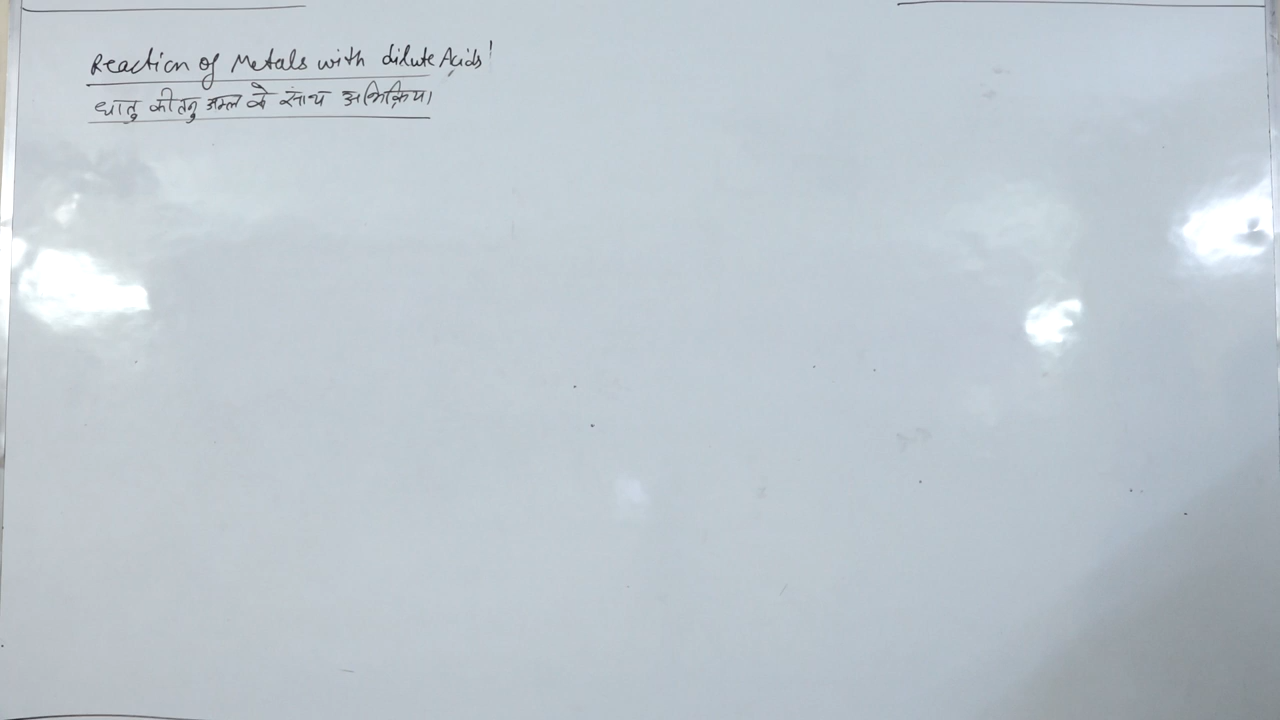 Reaction of Metals with dilute Acids!
धातु की तनु अम्ल के साथ अभिक्रिया